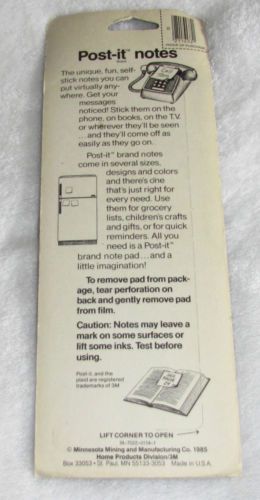 Post-it™ notes
The unique, fun, self-
stick notes you can
put virtually any-
where. Get your
messages
noticed! Stick them on the
phone, on books, on the T.V.
or wherever they'll be seen
... and they'll come off as
easily as they go on.
Post-it™ brand notes
come in several sizes,
designs and colors
and there's one
that's just right for
every need. Use
them for grocery
lists, children's crafts
and gifts, or for quick
reminders. All you
need is a Post-it™
brand note pad...and a
little imagination!
To remove pad from pack-
age, tear perforation on
back and gently remove pad
from film.
Caution: Notes may leave a
mark on some surfaces or
lift some inks. Test before
using.
Post-it, and the
plaid are registered
trademarks of 3M
LIFT CORNER TO OPEN
© Minnesota Mining and Manufacturing Co. 1985
Home Products Division/3M
Box 33053 • St. Paul, MN 55133-3053 Made in U.S.A.